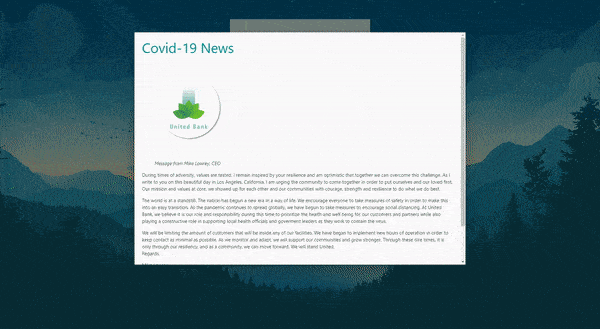 Covid-19 News
United Bank
Message from Mike Lowrey; CEO
During times of adversity, values are tested. I remain inspired by your resilience and am optimistic that together we can overcome this challenge. As I
write to you on this beautiful day in Los Angeles, California. I am urging the community to come together in order to put ourselves and our loved first.
Our mission and values at core, we showed up for each other and our communities with courage, strength and resilience to do what we do best.
The world is at a standstill. The nation has begun a new era in a way of life. We encourage everyone to take measures of safety in order to make this
into an easy transition. As the pandemic continues to spread globally, we have begun to take measures to encourage social distancing. At United
Bank, we believe it is our role and responsibility during this time to prioritize the health and well being for our customers and partners while also
playing a constructive role in supporting local health officials and goverment leaders as they work to contain the virus.
We will be limiting the amount of customers that will be inside any of our facilities. We have begun to implement new hours of operation in order to
keep contact as minimal as possible. As we monitor and adapt, we will support our communities and grow stronger. Through these dire times, it is
only through our resilience, and as a community, we can move forward. We will stand United.
Regards,